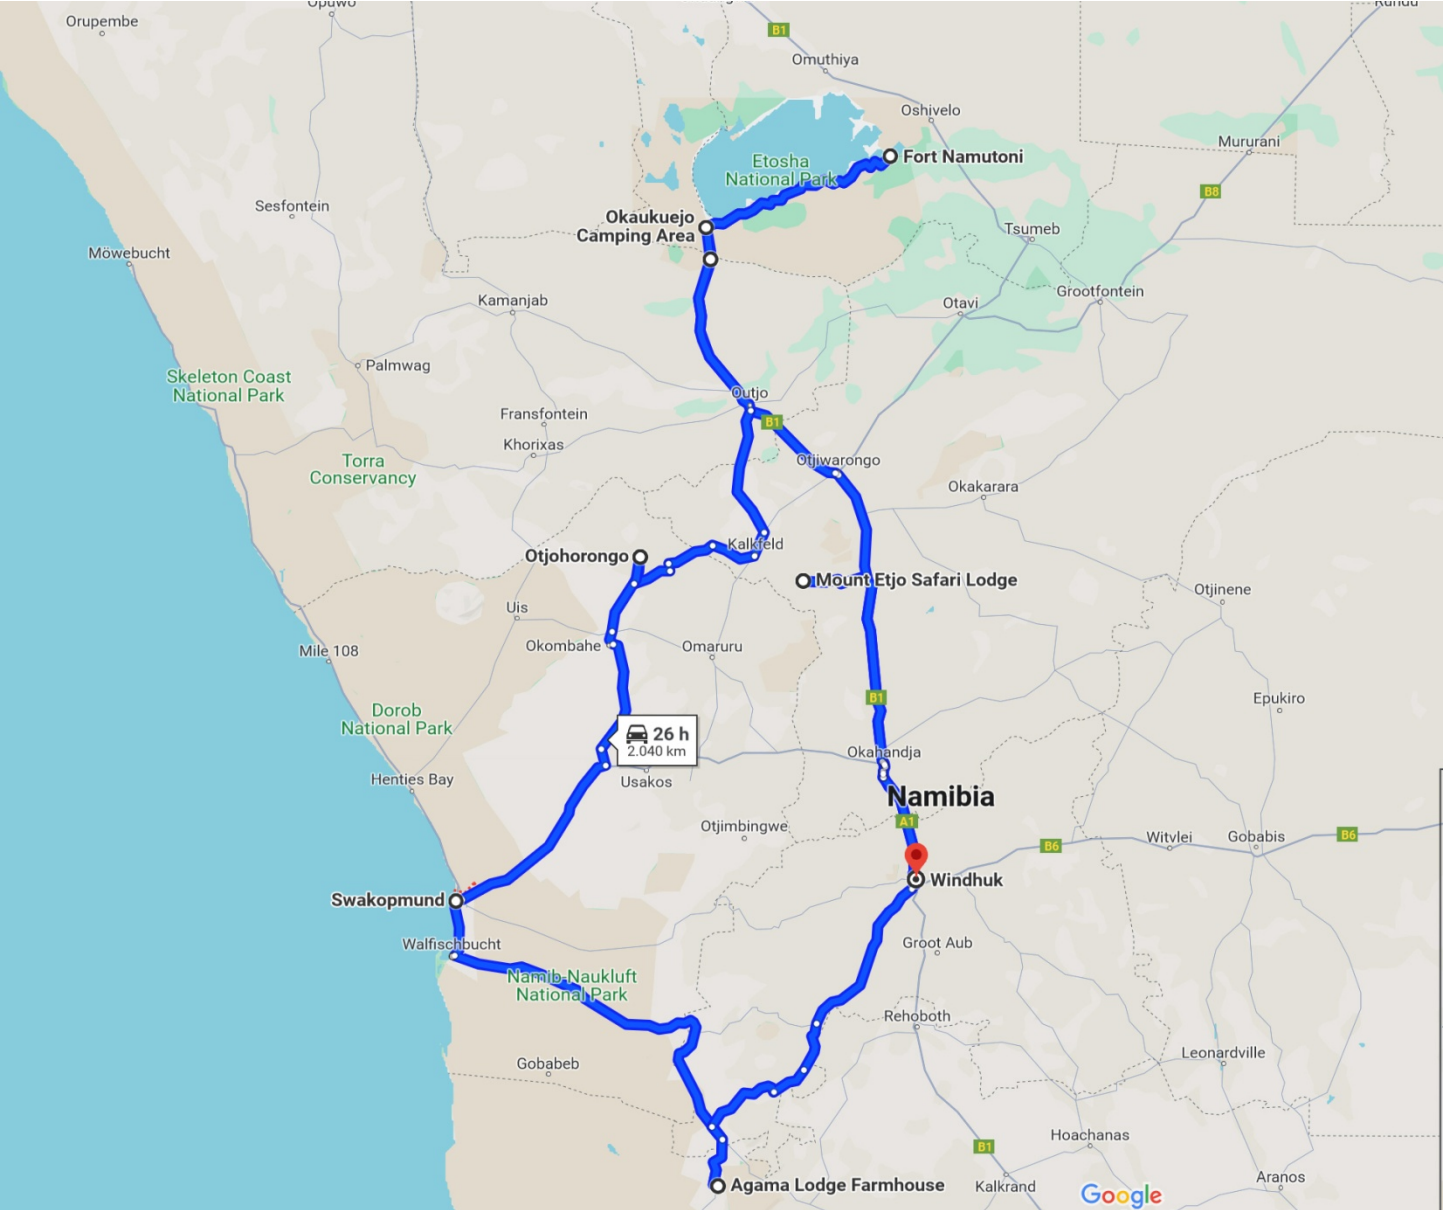 Opuwo
Orupembe
B1
Omuthiya
Rundu
Oshivelo
Mururani
Etosha
National Park
Fort Namutoni
B8
Sesfontein
Okaukuejo
Camping Area
Tsumeb
Möwebucht
Kamanjab
Otavi
Grootfontein
Palmwag
Skeleton Coast
National Park
Outjo
Fransfontein
B1
Khorixas
Torra
Conservancy
Otjiwarongo
Okakarara
Kalkfeld
Otjohorongo
Mount Etjo Safari Lodge
Otjinene
Uis
Okombahe
Omaruru
Mile 108
B1
Epukiro
Dorob
National Park
26 h
2.040 km
Okahandja
Henties Bay
Usakos
Namibia
A1
Otjimbingwe
B6
Witvlei
Gobabis
B6
Windhuk
Swakopmund
Walfischbucht
Groot Aub
Namib-Naukluft
National Park
Rehoboth
Gobabeb
Leonardville
Hoachanas
B1
Aranos
Agama Lodge Farmhouse
Kalkrand
Google